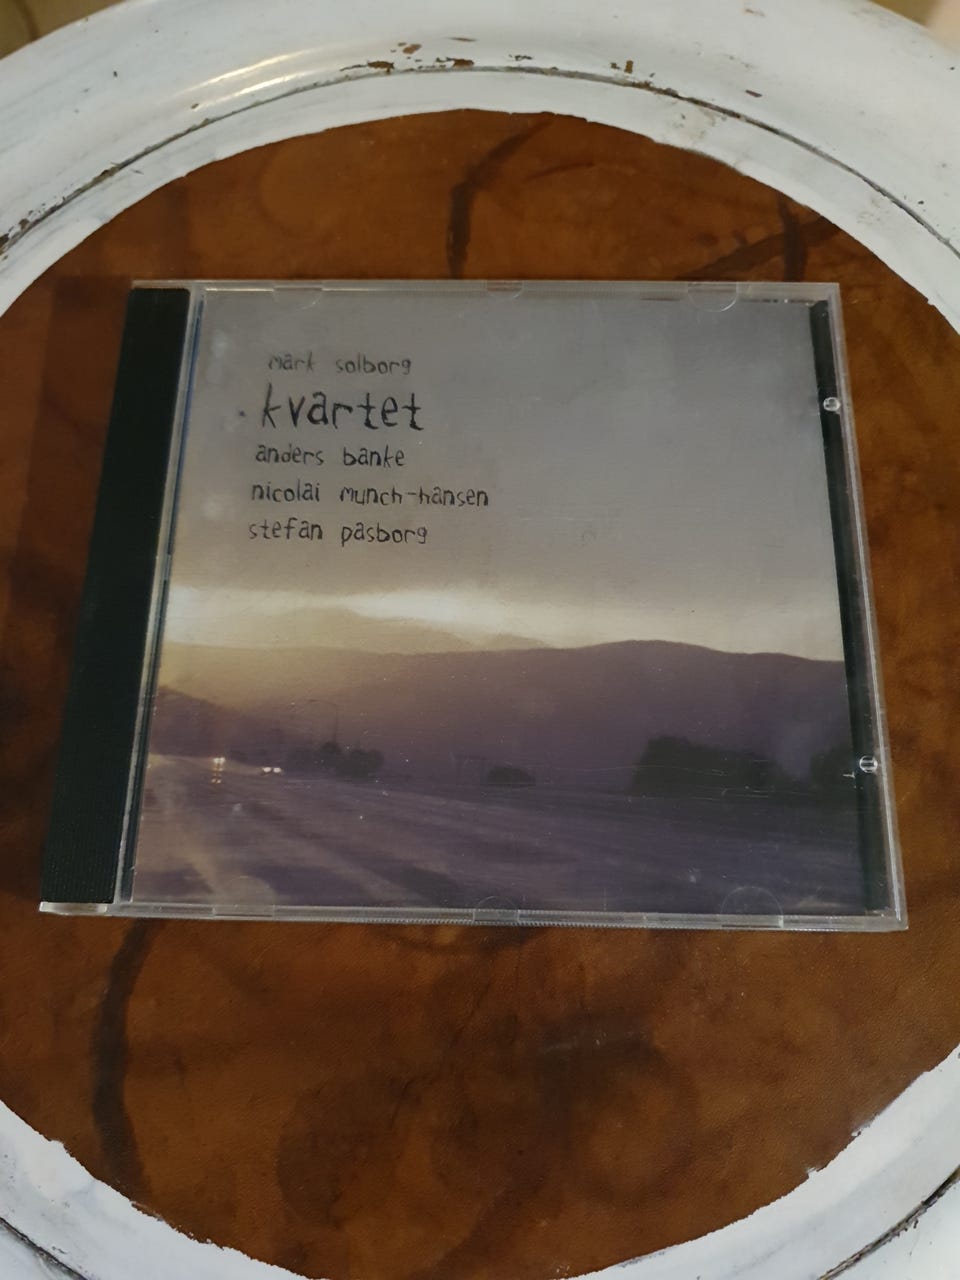 mark solborg
kvartet
anders banke
nicolai munch-hansen
stefan pasborg